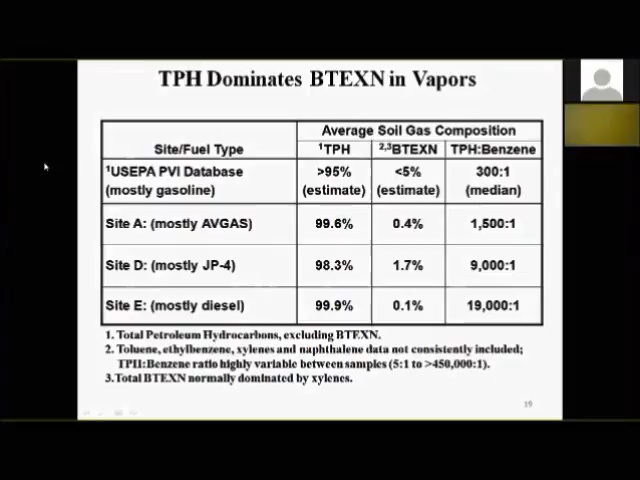 TPH Dominates BTEXN in Vapors
Average Soil Gas Composition
Site/Fuel Type ¹TPH ²,³BTEXN TPH:Benzene
¹USEPA PVI Database (mostly gasoline) >95% (estimate) <5% (estimate) 300:1 (median)
Site A: (mostly AVGAS) 99.6% 0.4% 1,500:1
Site D: (mostly JP-4) 98.3% 1.7% 9,000:1
Site E: (mostly diesel) 99.9% 0.1% 19,000:1
1. Total Petroleum Hydrocarbons, excluding BTEXN.
2. Toluene, ethylbenzene, xylenes and naphthalene data not consistently included;
TPH:Benzene ratio highly variable between samples (5:1 to >450,000:1).
3.Total BTEXN normally dominated by xylenes.
19